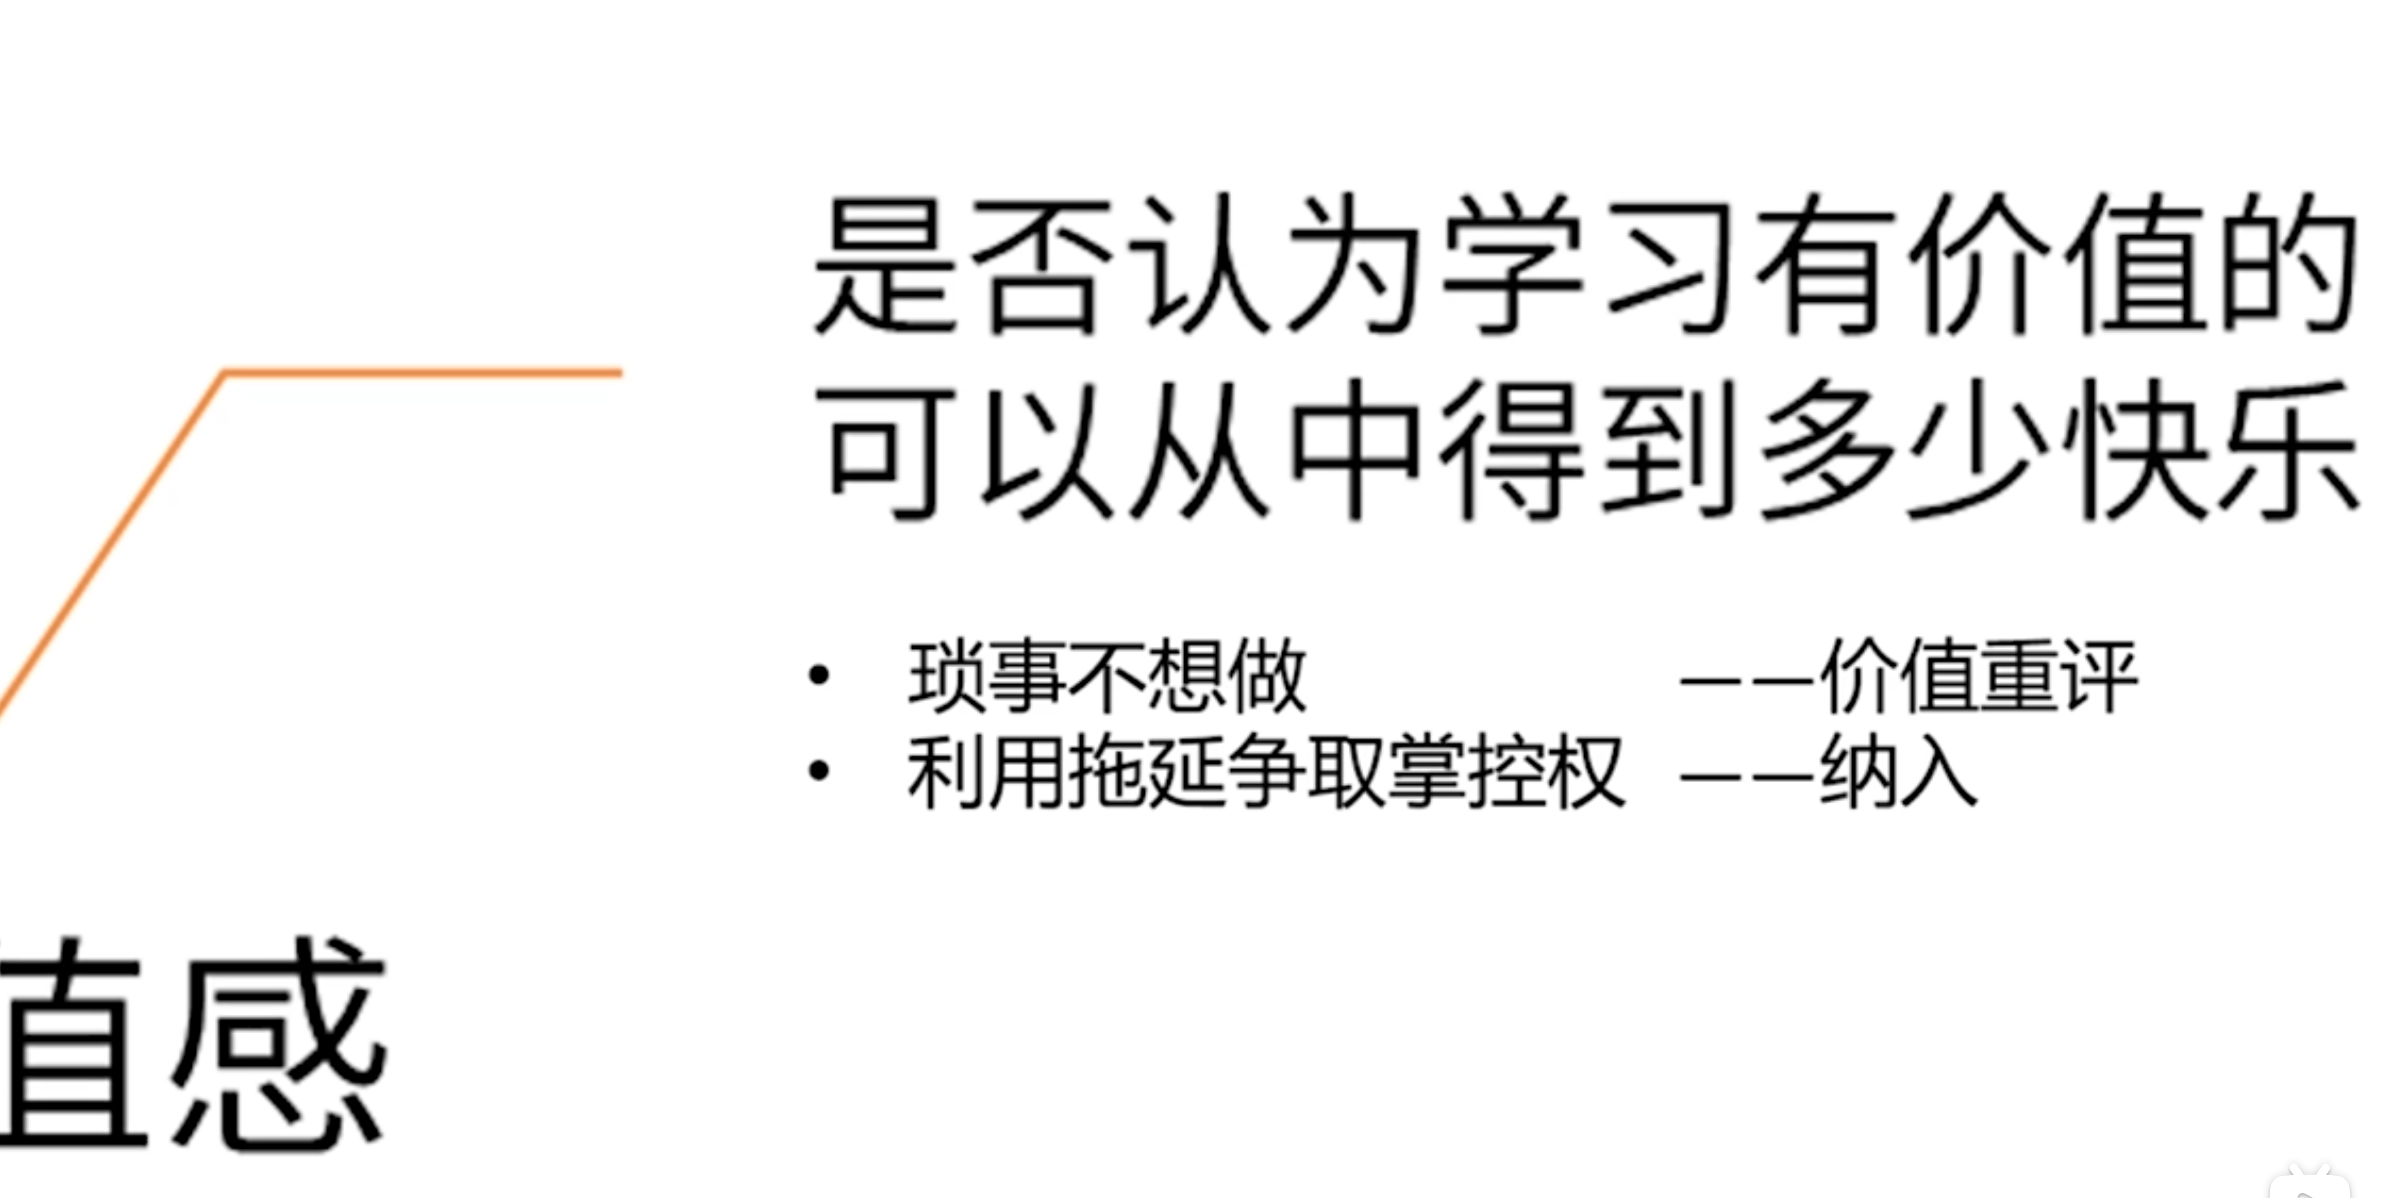 是否认为学习有价值的
可以从中得到多少快乐
• 琐事不想做 ——价值重评
• 利用拖延争取掌控权 ——纳入
值感